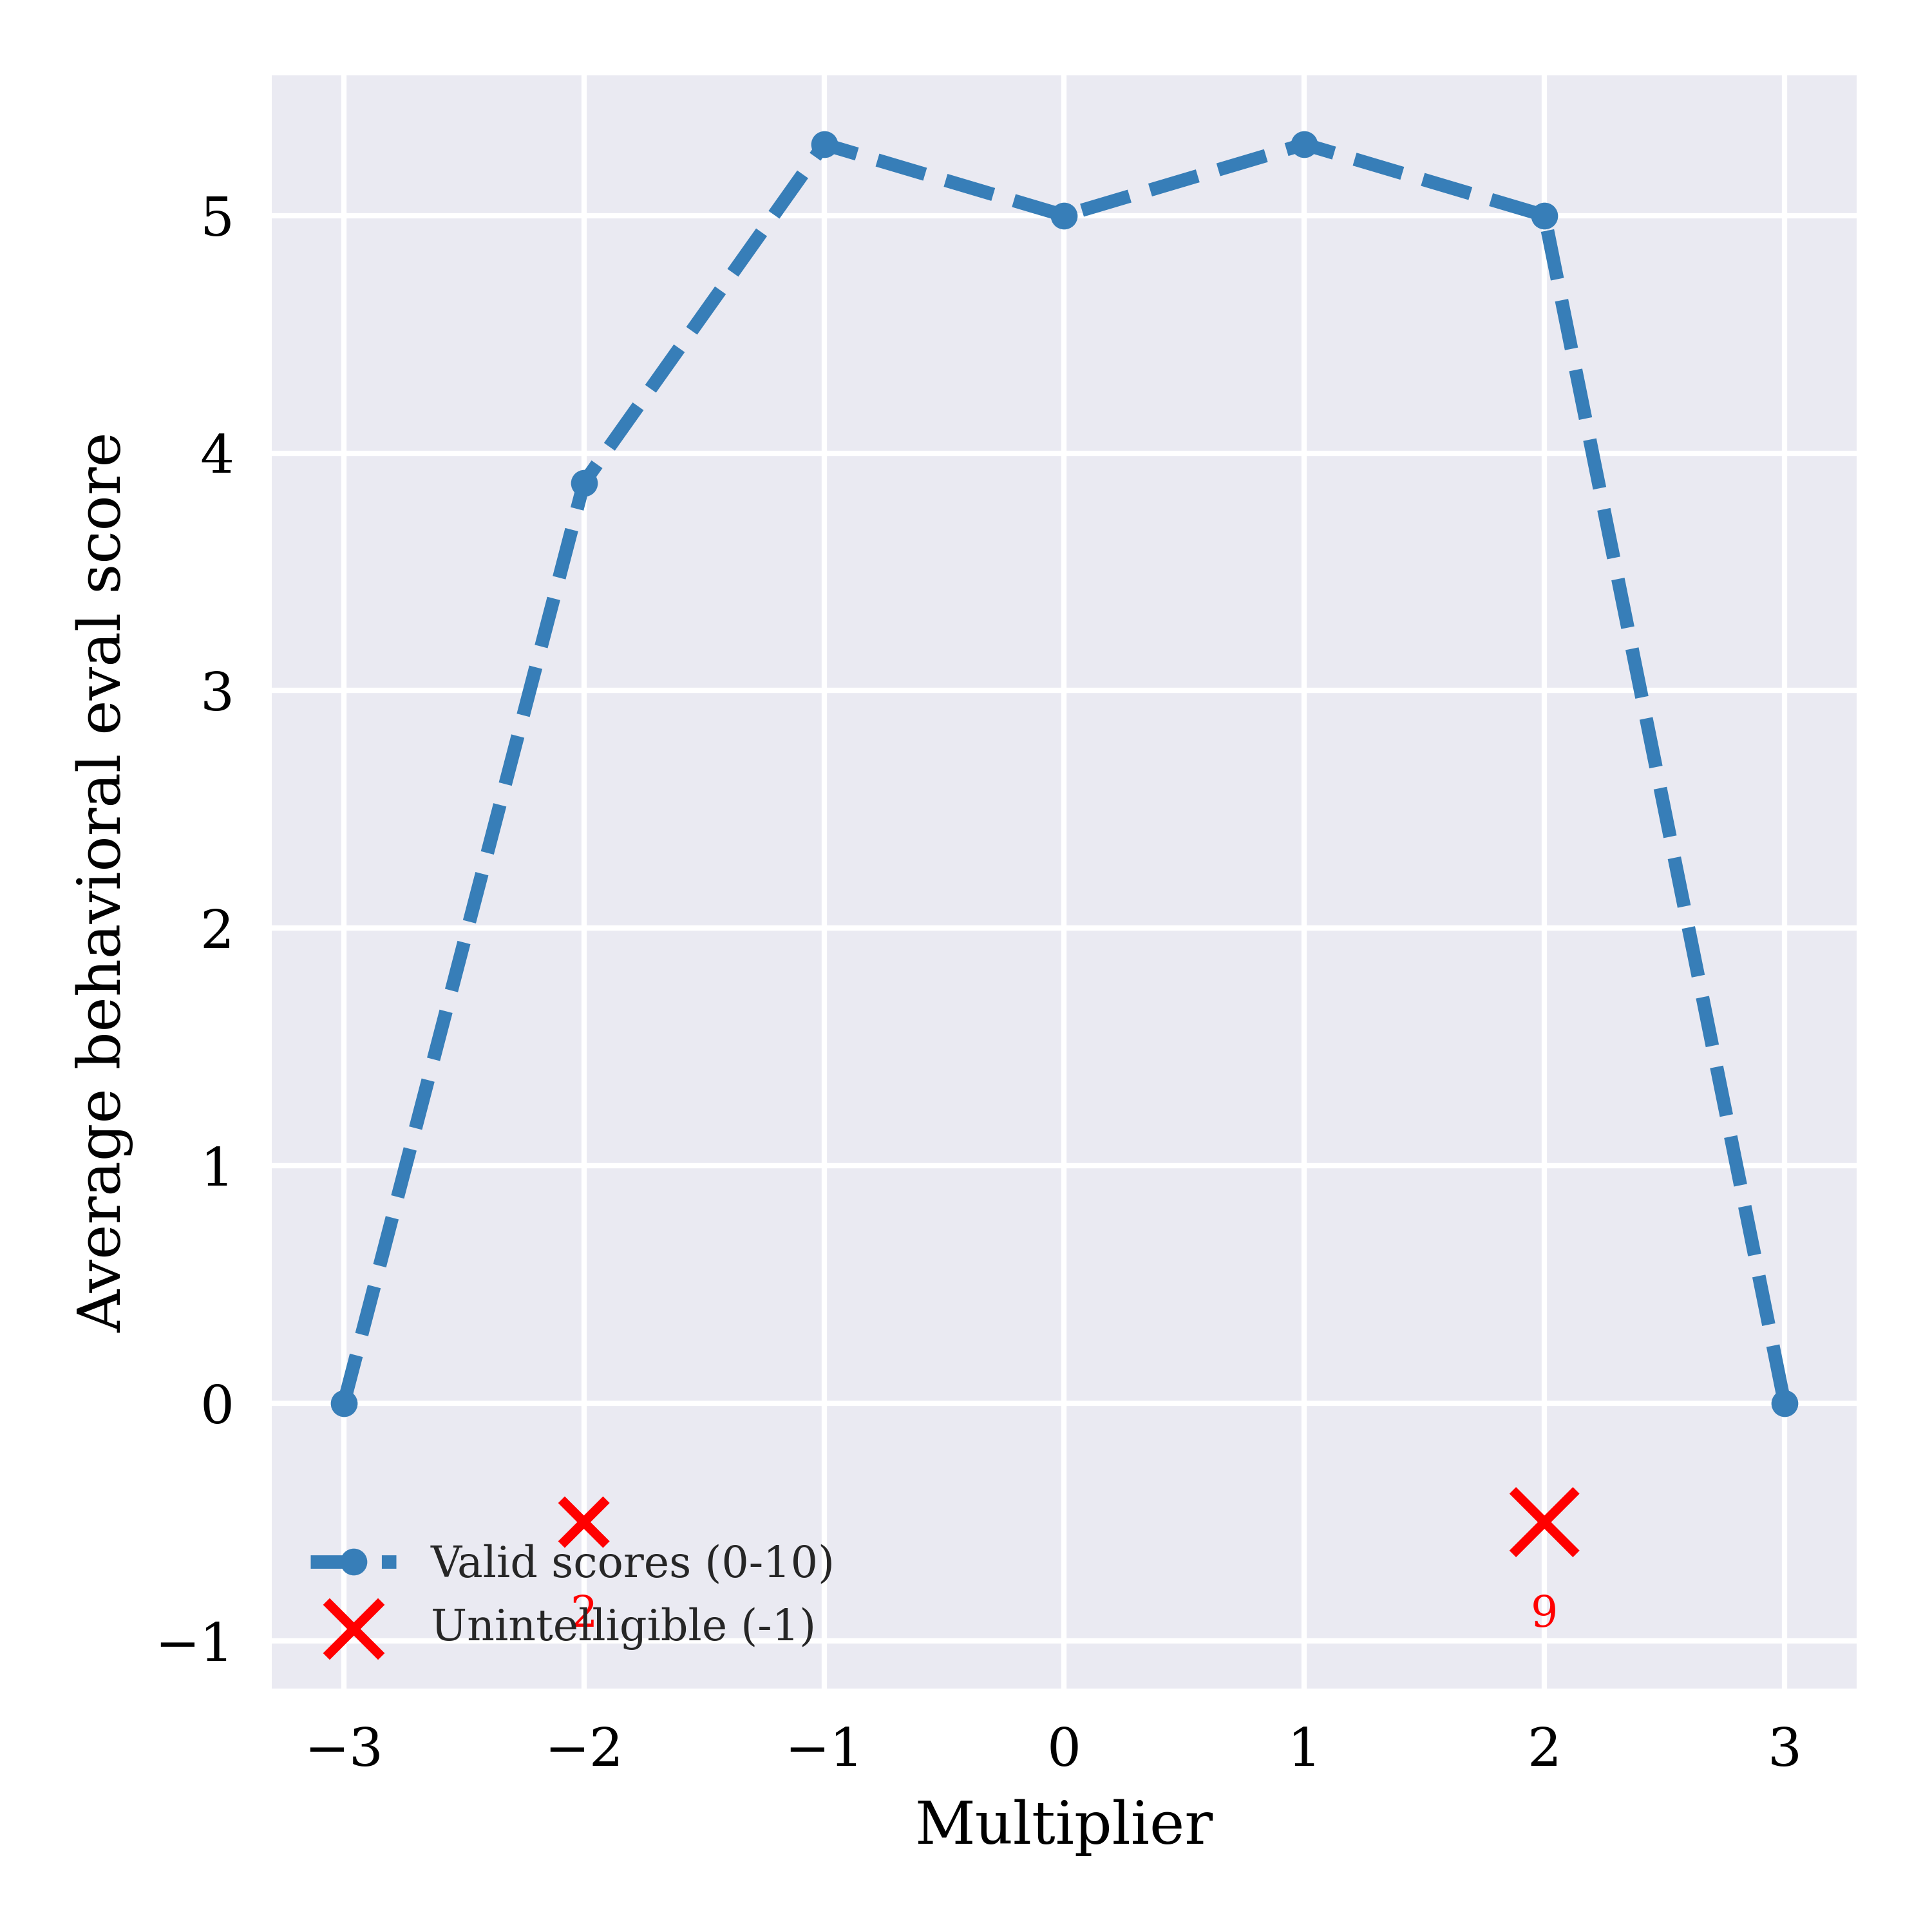 Average behavioral eval score
5
4
3
2
1
0
−1
Valid scores (0-10)
Unintelligible (-1)
2
9
−3 −2 −1 0 1 2 3
Multiplier